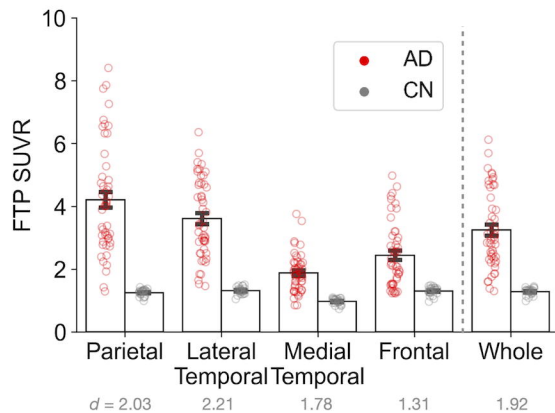 10
8
6
4
2
0
FTP SUVR
AD
CN
Parietal
Lateral
Temporal
Medial
Temporal
Frontal
Whole
d = 2.03 2.21 1.78 1.31 1.92